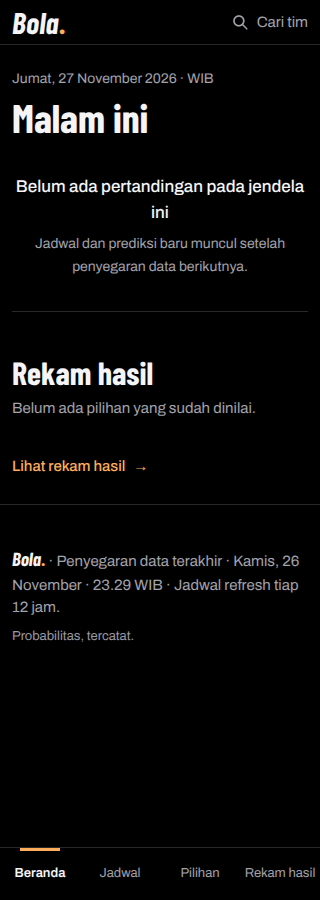 Bola.
Cari tim
Jumat, 27 November 2026 · WIB
Malam ini
Belum ada pertandingan pada jendela
ini
Jadwal dan prediksi baru muncul setelah
penyegaran data berikutnya.
Rekam hasil
Belum ada pilihan yang sudah dinilai.
Lihat rekam hasil →
Bola. · Penyegaran data terakhir · Kamis, 26
November · 23.29 WIB · Jadwal refresh tiap
12 jam.
Probabilitas, tercatat.
Beranda
Jadwal
Pilihan
Rekam hasil